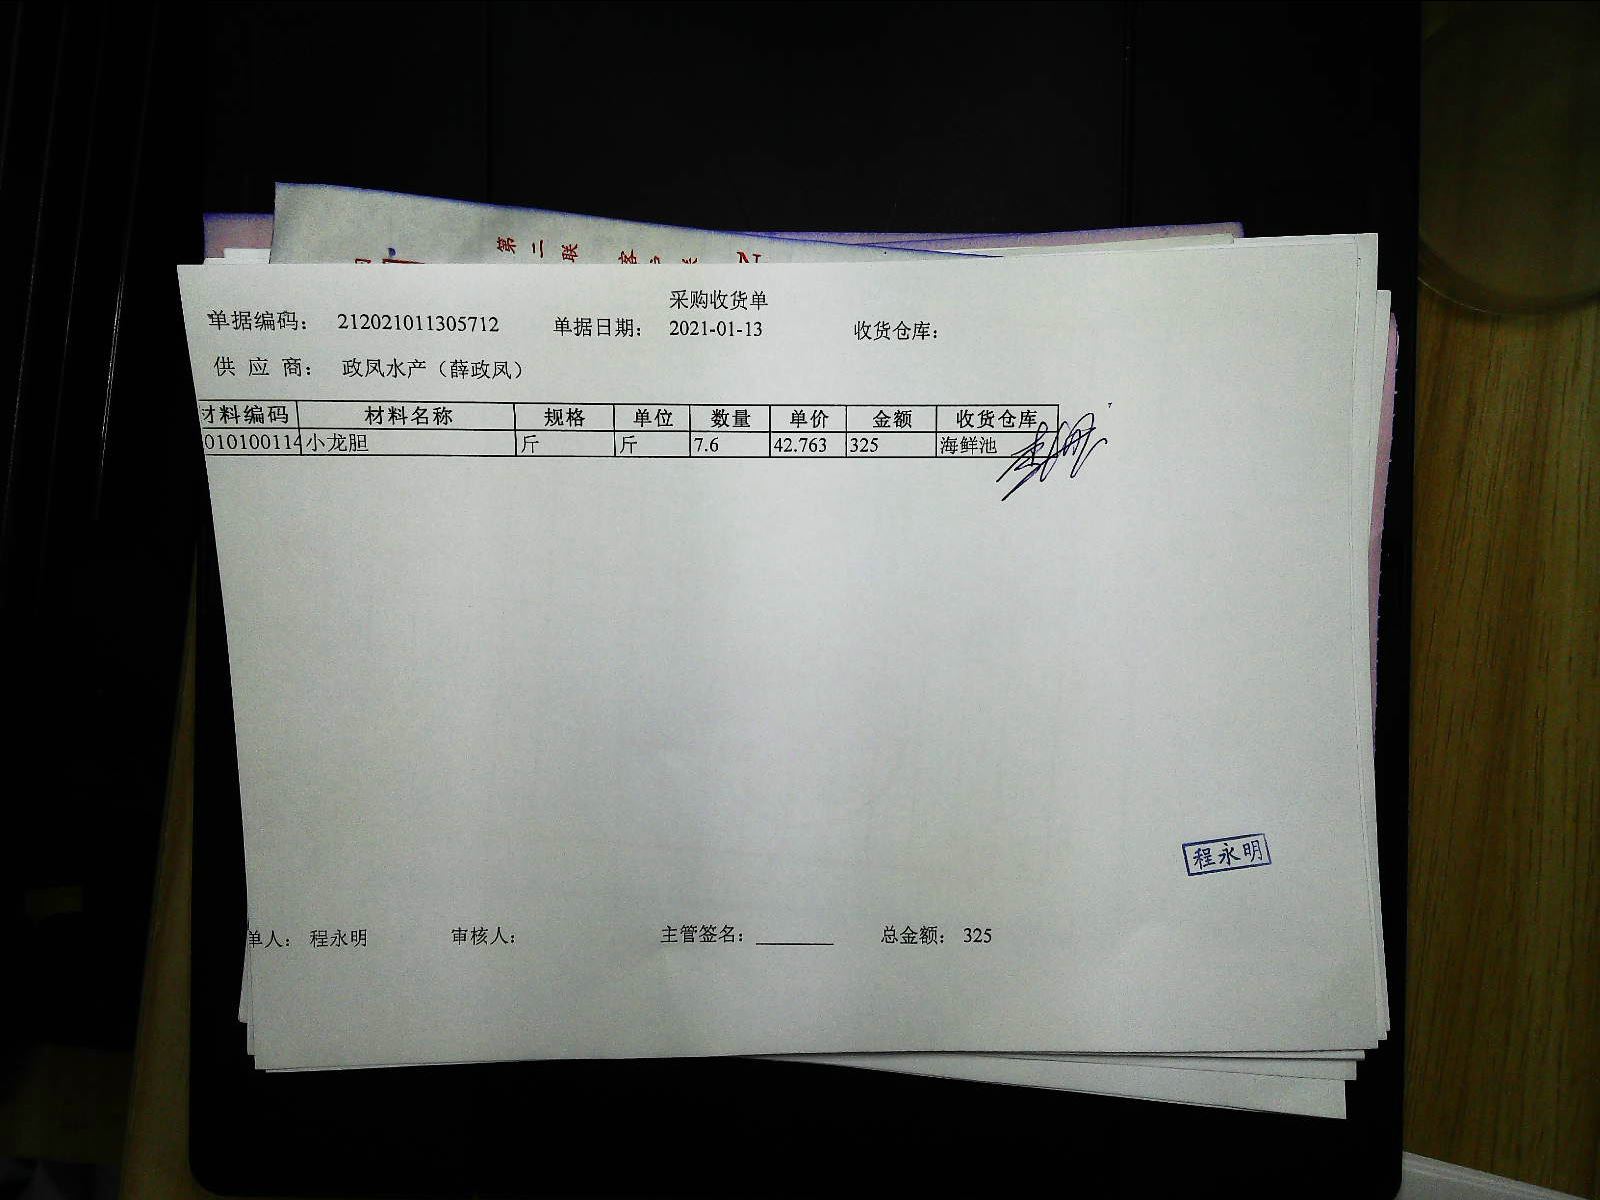 第二联
采购收货单
单据编码： 212021011305712 单据日期： 2021-01-13 收货仓库：
供 应 商： 政凤水产（薛政凤）
材料编码 材料名称 规格 单位 数量 单价 金额 收货仓库
010100114 小龙胆 斤 斤 7.6 42.763 325 海鲜池
程永明
单人： 程永明 审核人： 主管签名： ________ 总金额： 325